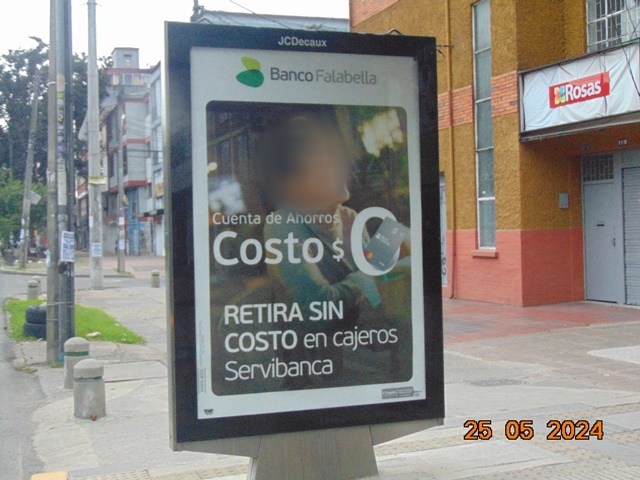 JCDecaux
Banco Falabella
Rosas
Cuenta de Ahorros
Costo $0
RETIRA SIN
COSTO en cajeros
Servibanca
25 05 2024